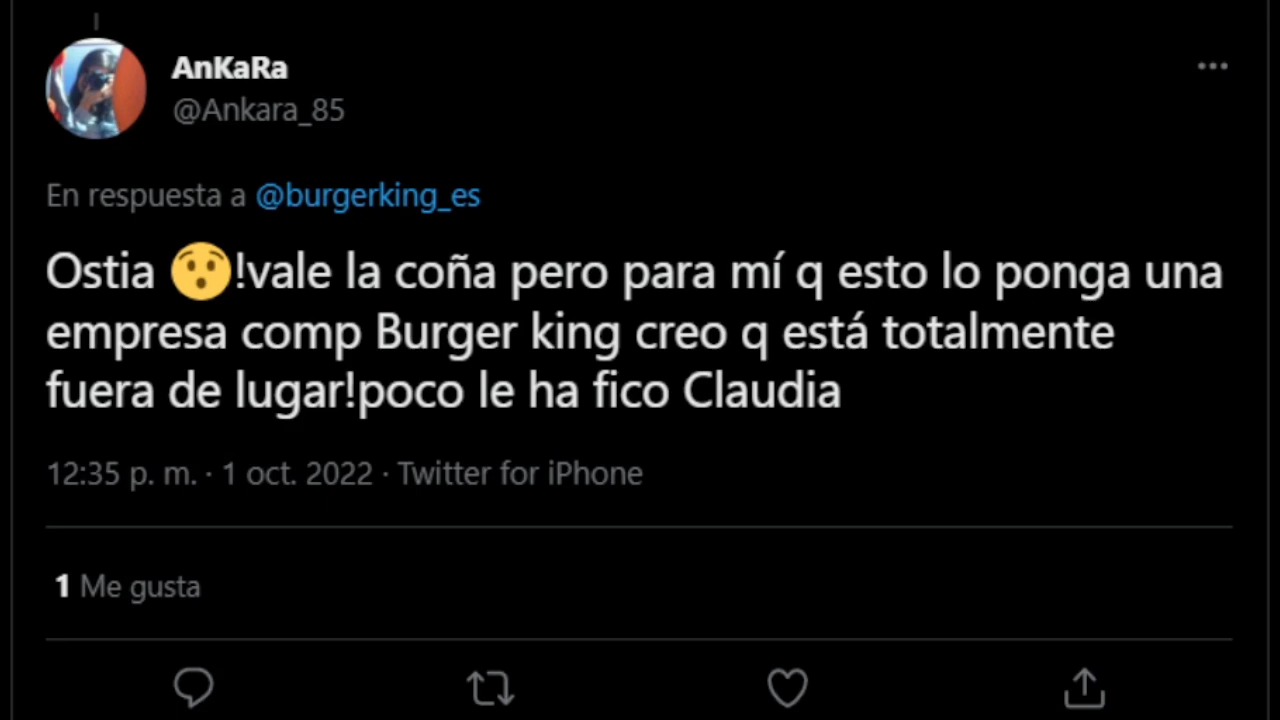 AnKaRa
@Ankara_85
En respuesta a @burgerking_es
Ostia 😯!vale la coña pero para mí q esto lo ponga una
empresa comp Burger king creo q está totalmente
fuera de lugar!poco le ha fico Claudia
12:35 p. m. · 1 oct. 2022 · Twitter for iPhone
1 Me gusta